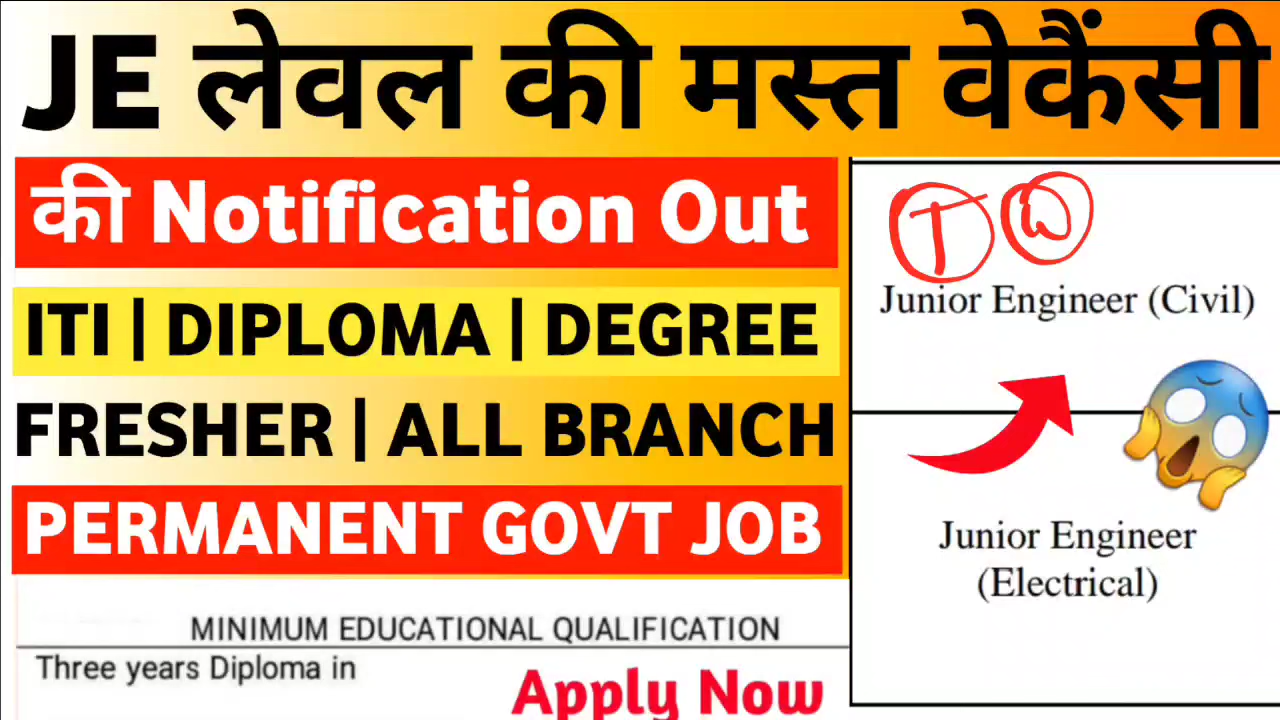 JE लेवल की मस्त वेकैंसी
की Notification Out
ITI | DIPLOMA | DEGREE
FRESHER | ALL BRANCH
PERMANENT GOVT JOB
MINIMUM EDUCATIONAL QUALIFICATION
Three years Diploma in
Apply Now
T W
Junior Engineer (Civil)
Junior Engineer
(Electrical)